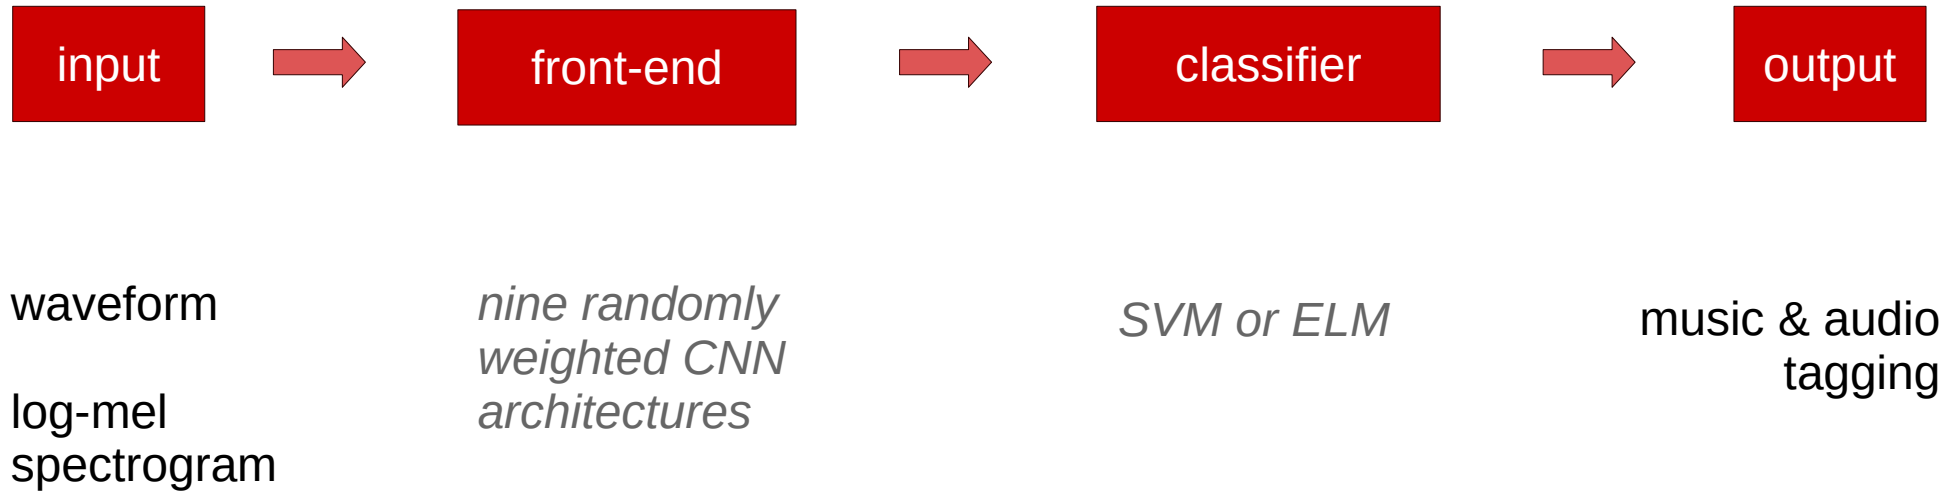 input
front-end
classifier
output
waveform
log-mel
spectrogram
nine randomly
weighted CNN
architectures
SVM or ELM
music & audio
tagging